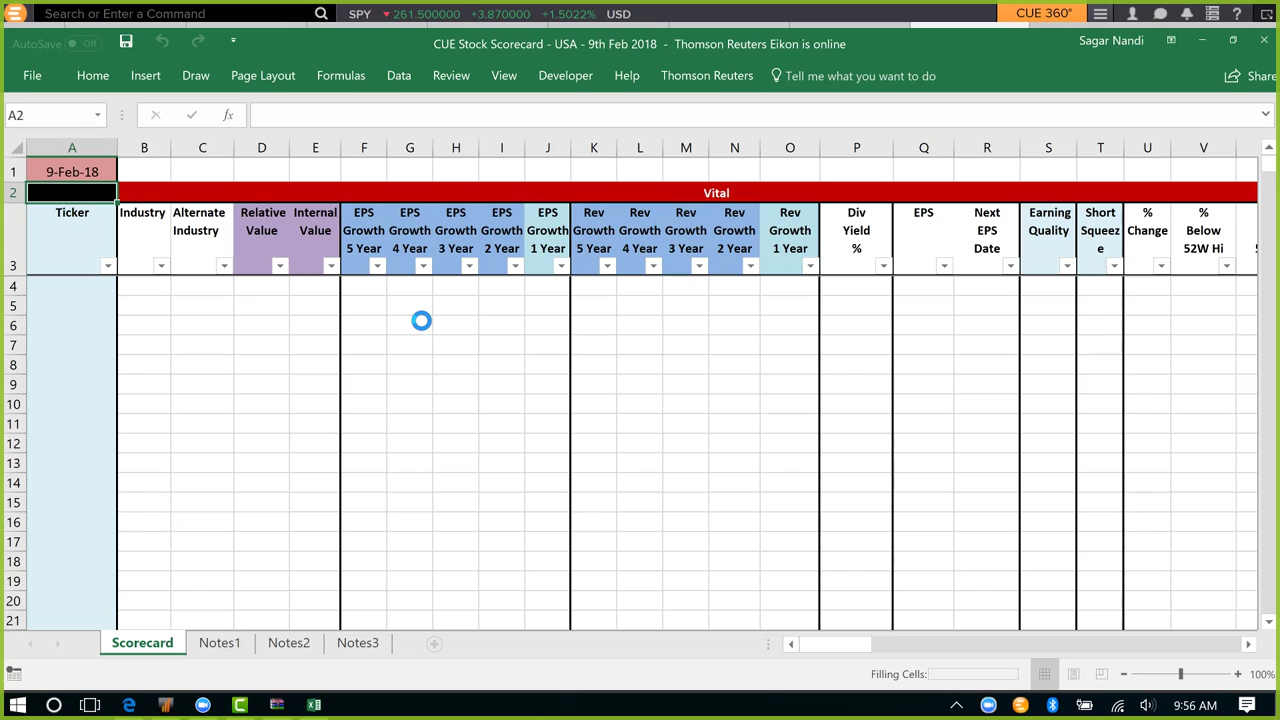 Search or Enter a Command SPY 261.500000 +3.870000 +1.5022% USD CUE 360°
AutoSave Off CUE Stock Scorecard - USA - 9th Feb 2018 - Thomson Reuters Eikon is online Sagar Nandi
File Home Insert Draw Page Layout Formulas Data Review View Developer Help Thomson Reuters Tell me what you want to do Share
A2 fx
A B C D E F G H I J K L M N O P Q R S T U V
1 9-Feb-18
2 Vital
Ticker Industry Alternate Relative Internal EPS EPS EPS EPS EPS Rev Rev Rev Rev Rev Div EPS Next Earning Short % %
Industry Value Value Growth Growth Growth Growth Growth Growth Growth Growth Growth Growth Yield EPS Quality Squeez Change Below
5 Year 4 Year 3 Year 2 Year 1 Year 5 Year 4 Year 3 Year 2 Year 1 Year % Date e 52W Hi
3
4
5
6
7
8
9
10
11
12
13
14
15
16
17
18
19
20
21
Scorecard Notes1 Notes2 Notes3
Filling Cells: 100%
9:56 AM